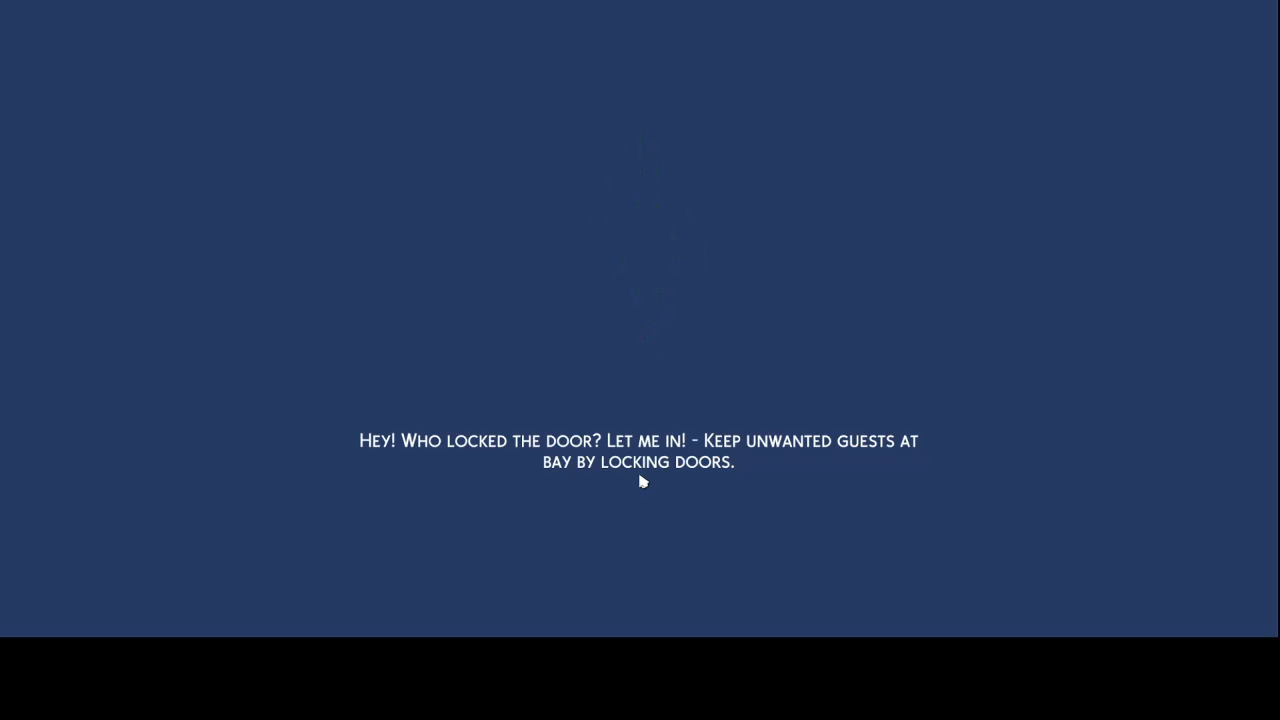 Hey! Who locked the door? Let me in! - Keep unwanted guests at
bay by locking doors.